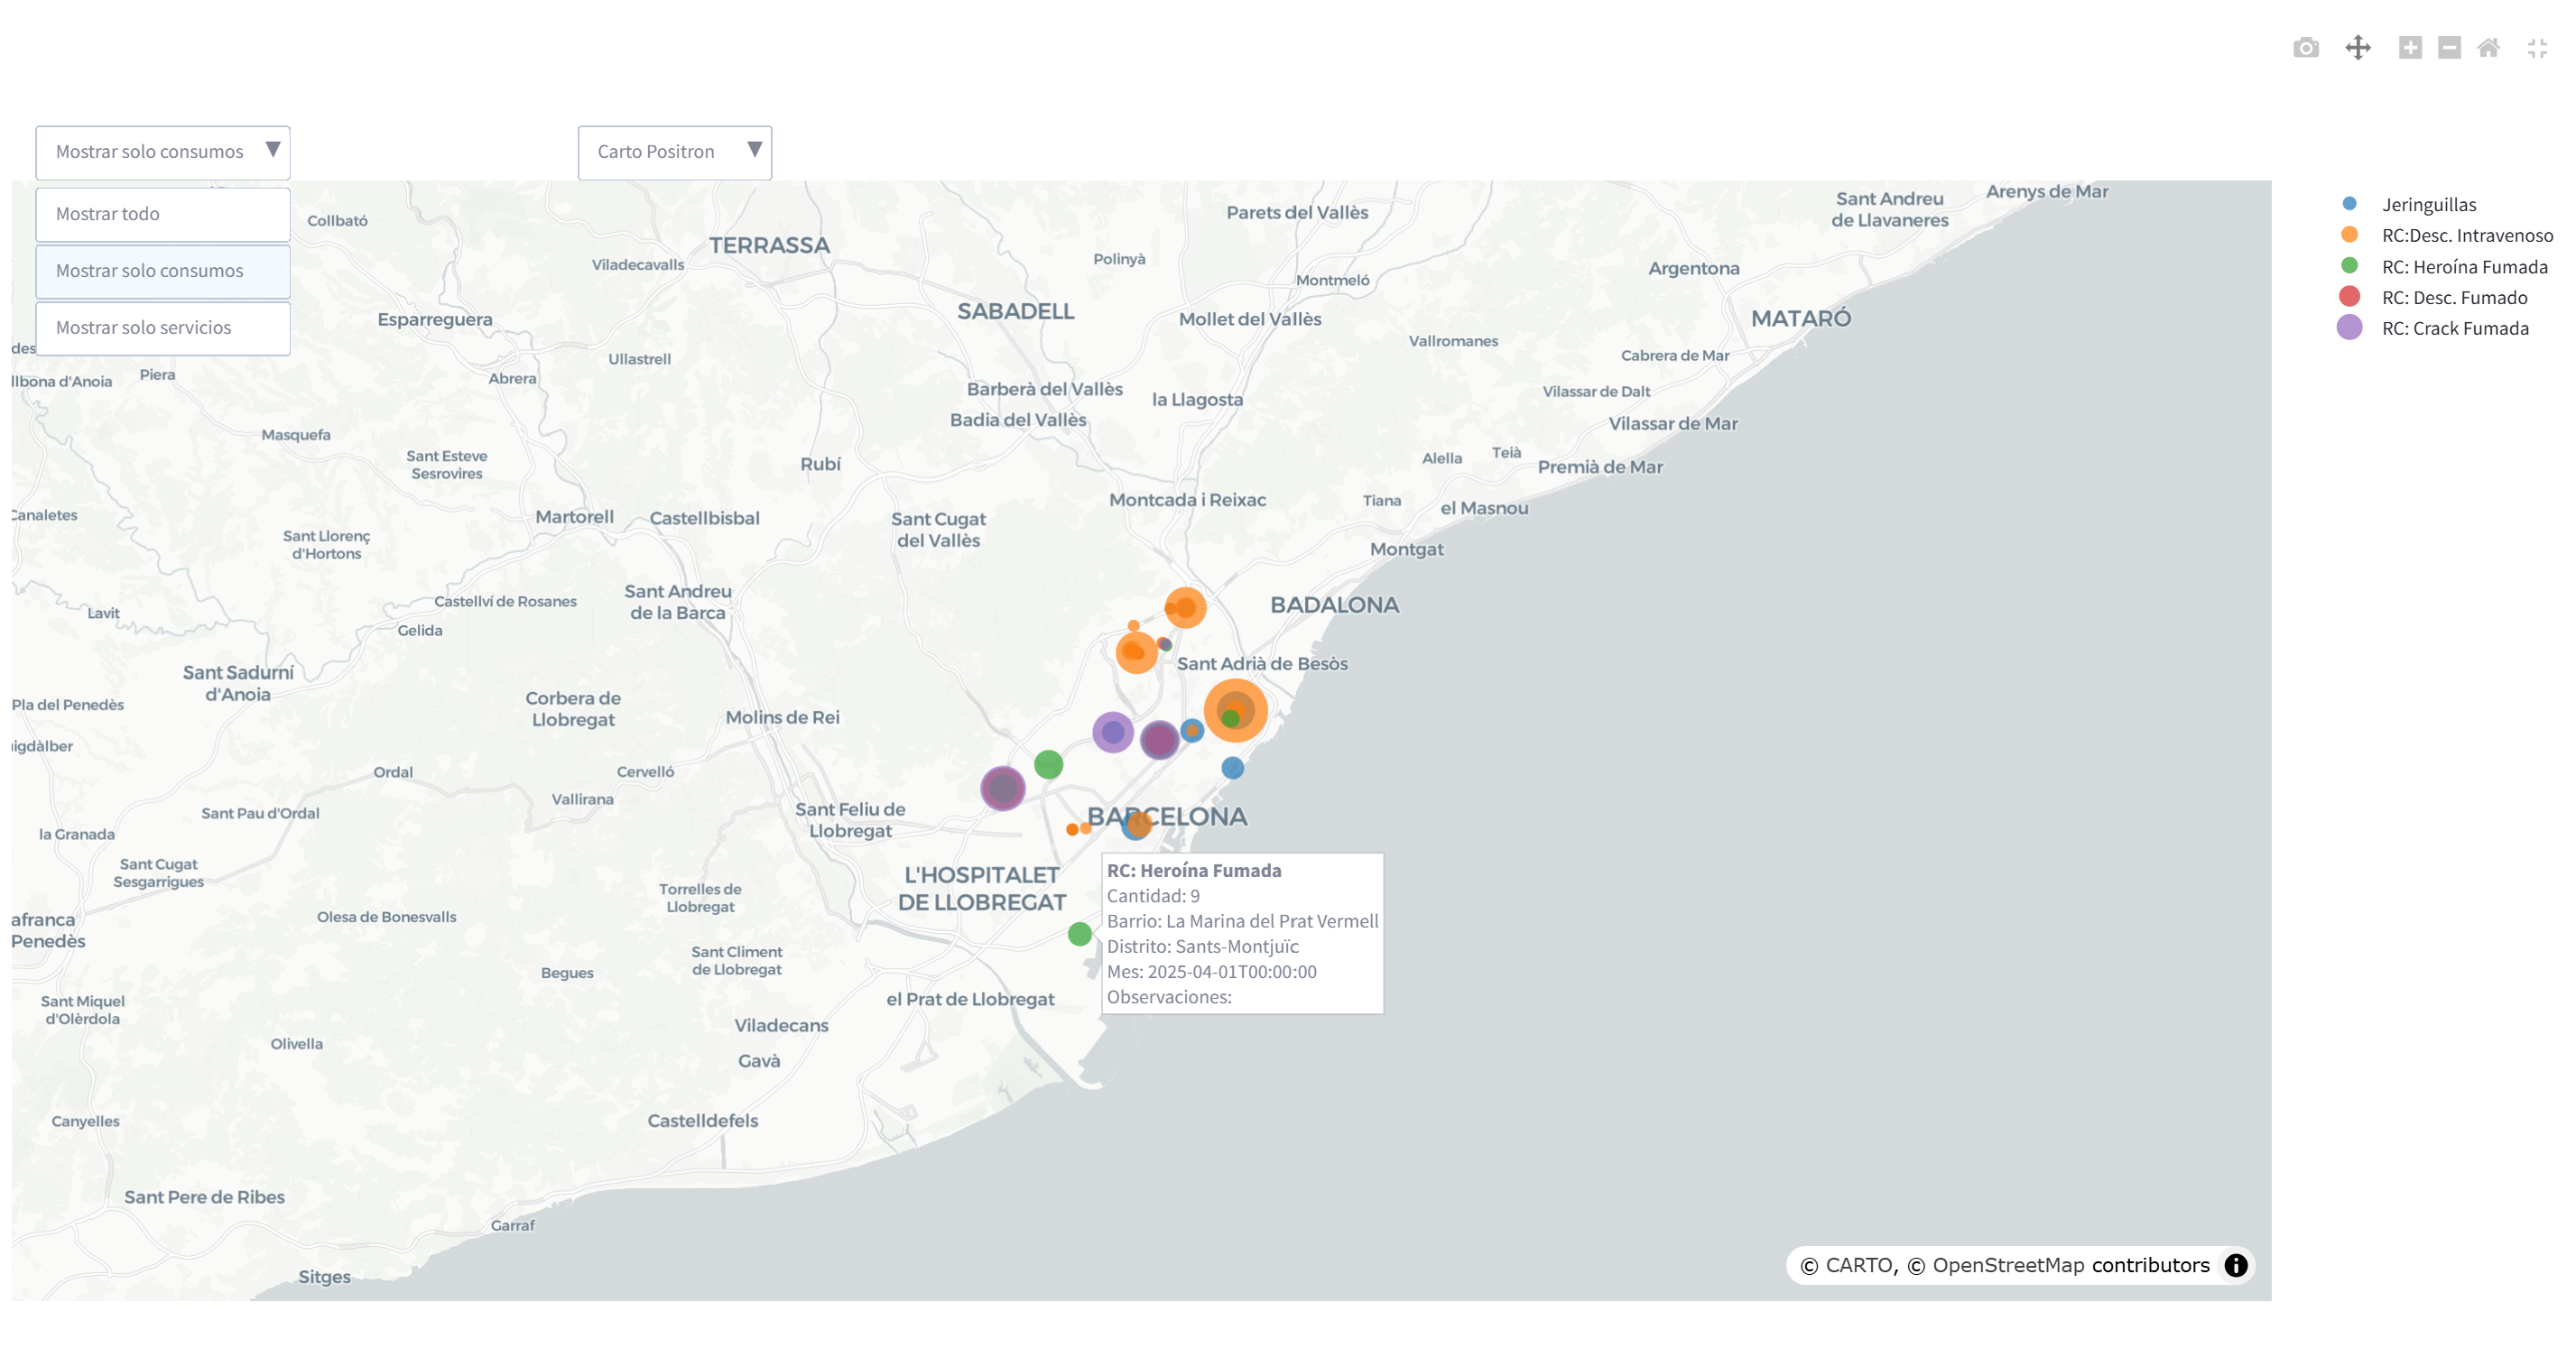 Mostrar solo consumos ▼
Carto Positron ▼
Mostrar todo
Mostrar solo consumos
Mostrar solo servicios
Jeringuillas
RC:Desc. Intravenoso
RC: Heroína Fumada
RC: Desc. Fumado
RC: Crack Fumada
Arenys de Mar
Sant Andreu
de Llavaneres
Parets del Vallès
Collbató
TERRASSA
Polinyà
Viladecavalls
Argentona
Montmeló
SABADELL
MATARÓ
Esparreguera
Mollet del Vallès
Vallromanes
des
Cabrera de Mar
Ullastrell
Piera
llbona d'Anoia
Abrera
Barberà del Vallès
Vilassar de Dalt
la Llagosta
Badia del Vallès
Vilassar de Mar
Masquefa
Teià
Sant Esteve
Sesrovires
Rubí
Alella
Premià de Mar
Montcada i Reixac
Tiana
el Masnou
Canaletes
Martorell
Castellbisbal
Sant Cugat
del Vallès
Sant Llorenç
d'Hortons
Montgat
Sant Andreu
de la Barca
Castellví de Rosanes
BADALONA
Lavit
Gelida
Sant Adrià de Besòs
Sant Sadurní
d'Anoia
Pla del Penedès
Corbera de
Llobregat
Molins de Rei
igdàlber
Ordal
Cervelló
Vallirana
Sant Pau d'Ordal
Sant Feliu de
Llobregat
BARCELONA
la Granada
Sant Cugat
Sesgarrigues
L'HOSPITALET
DE LLOBREGAT
Torrelles de
Llobregat
afranca
Penedès
Olesa de Bonesvalls
RC: Heroína Fumada
Cantidad: 9
Barrio: La Marina del Prat Vermell
Distrito: Sants-Montjuïc
Mes: 2025-04-01T00:00:00
Observaciones:
Sant Climent
de Llobregat
Begues
Sant Miquel
d'Olèrdola
el Prat de Llobregat
Viladecans
Olivella
Gavà
Canyelles
Castelldefels
Sant Pere de Ribes
Garraf
Sitges
© CARTO, © OpenStreetMap contributors